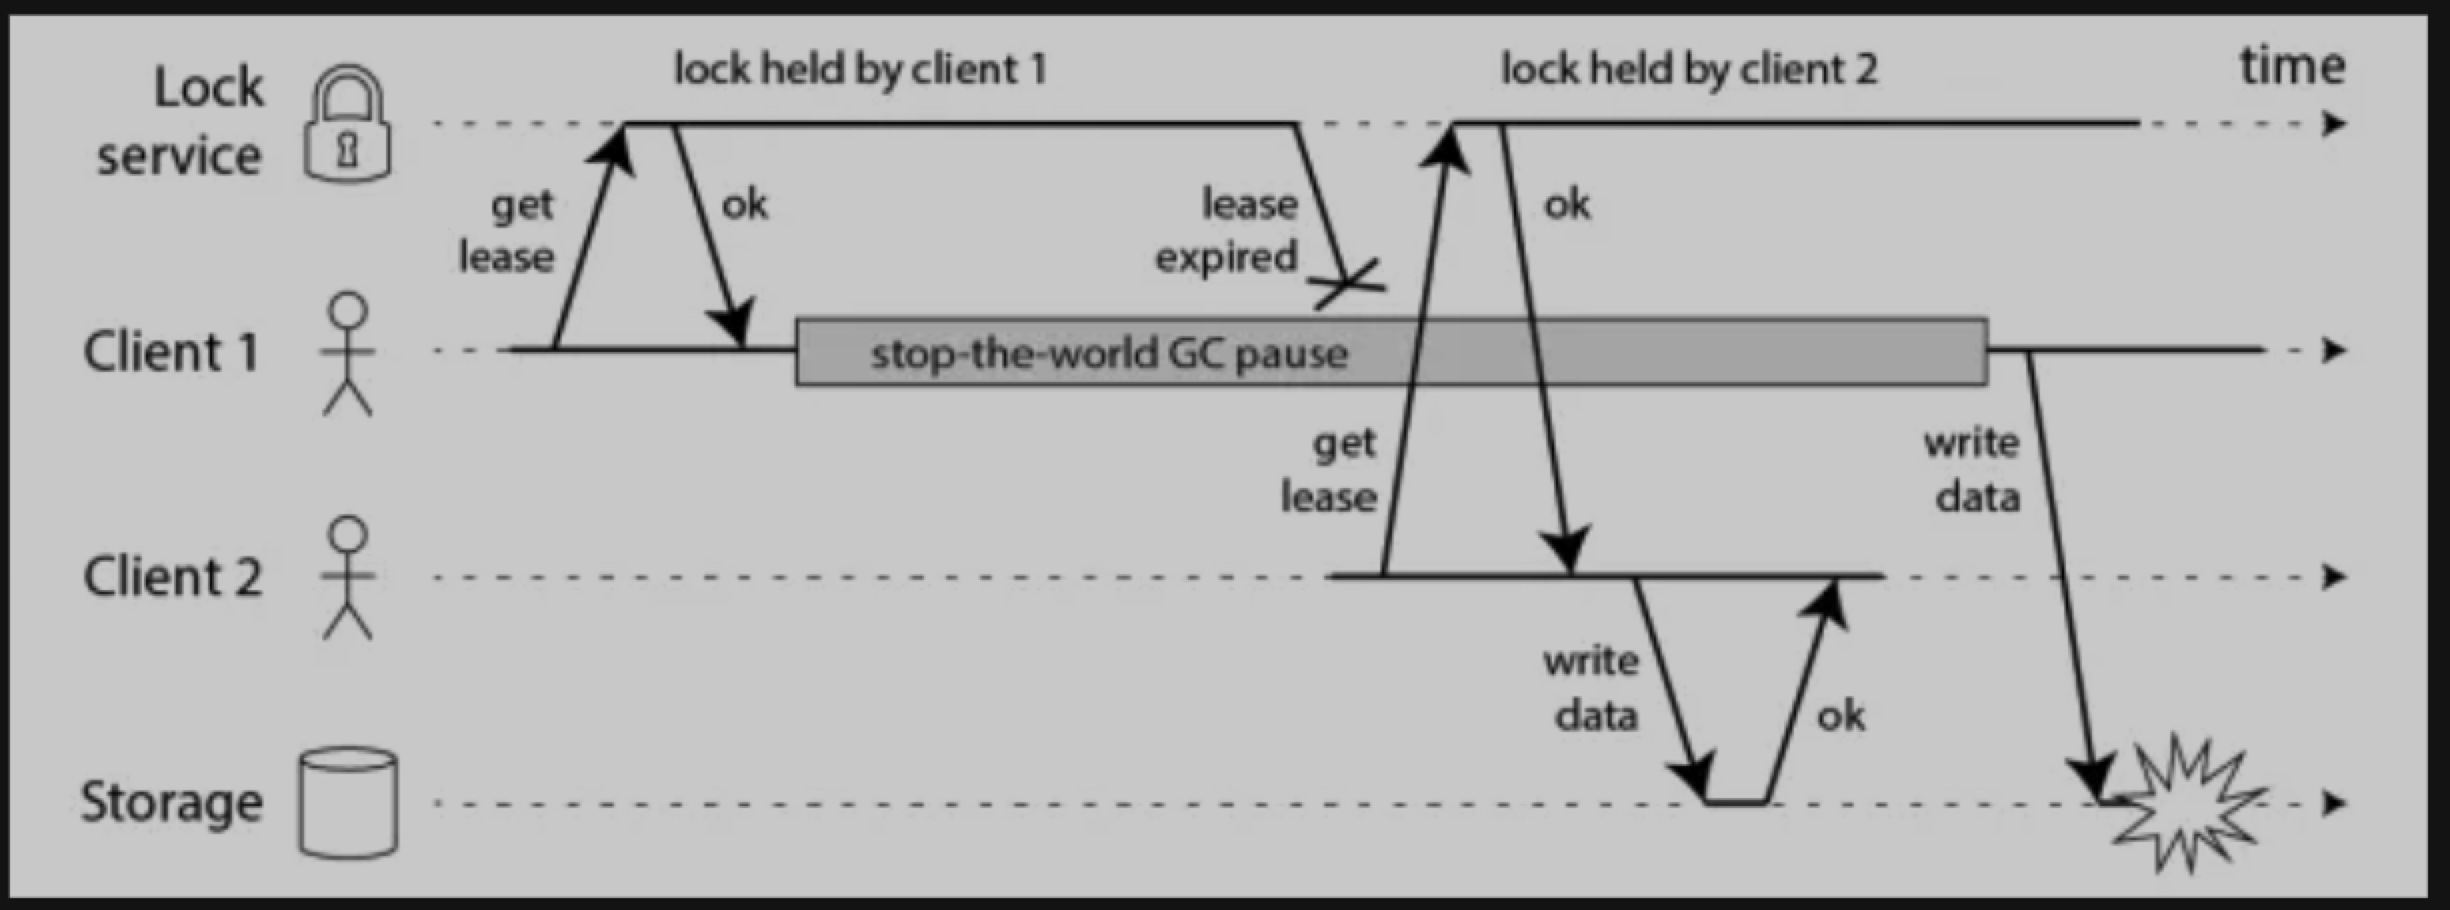 lock held by client 1
lock held by client 2
time
Lock
service
get
lease
ok
lease
expired
ok
Client 1
stop-the-world GC pause
get
lease
write
data
Client 2
write
data
ok
Storage